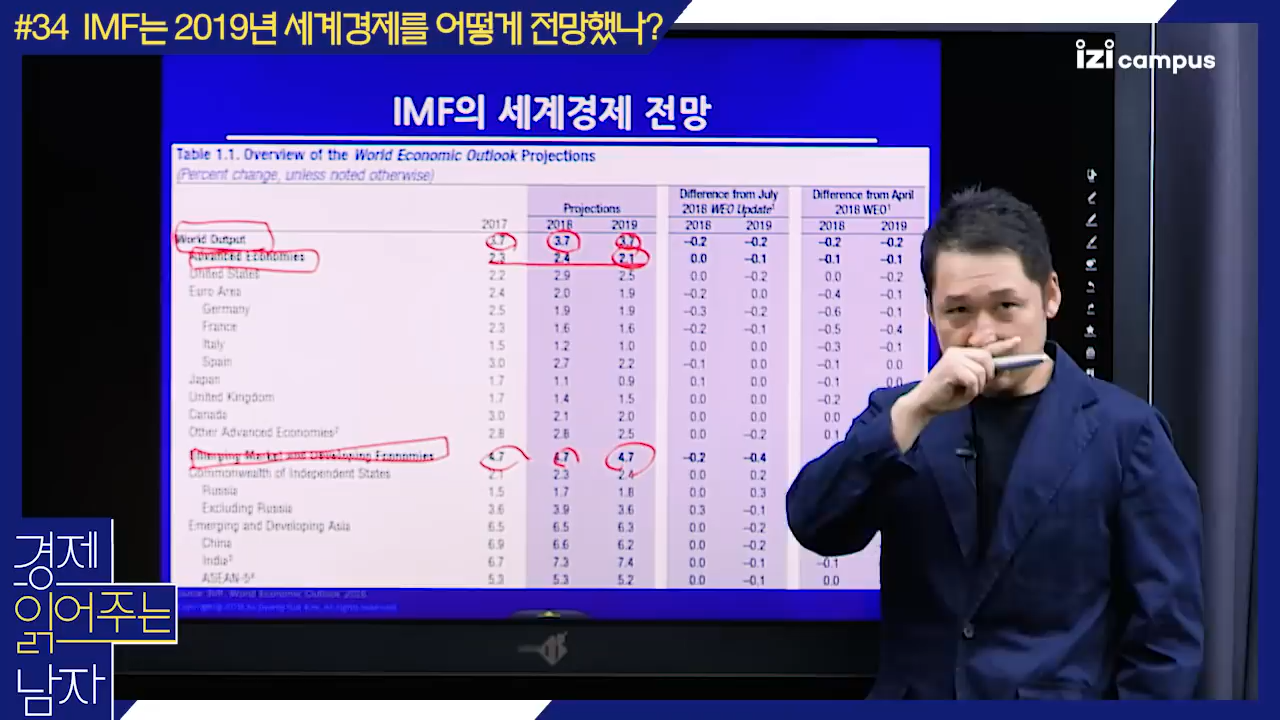 #34 IMF는 2019년 세계경제를 어떻게 전망했나?
izi campus
IMF의 세계경제 전망
Table 1.1. Overview of the World Economic Outlook Projections
(Percent change, unless noted otherwise)
Difference from July Difference from April
Projections 2018 WEO Update¹ 2018 WEO¹
2017 2018 2019 2018 2019 2018 2019
World Output 3.7 3.7 3.7 –0.2 –0.2 –0.2 –0.2
Advanced Economies 2.3 2.4 2.1 0.0 –0.1 –0.1 –0.1
United States 2.2 2.9 2.5 0.0 –0.2 0.0 –0.2
Euro Area 2.4 2.0 1.9 –0.2 0.0 –0.4 –0.1
Germany 2.5 1.9 1.9 –0.3 –0.2 –0.6 –0.1
France 2.3 1.6 1.6 –0.2 –0.1 –0.5 –0.4
Italy 1.5 1.2 1.0 0.0 0.0 –0.3 –0.1
Spain 3.0 2.7 2.2 –0.1 0.0 –0.1 0.0
Japan 1.7 1.1 0.9 0.1 0.0 –0.1 0.0
United Kingdom 1.7 1.4 1.5 0.0 0.0 –0.2
Canada 3.0 2.1 2.0 0.0 0.0 0.0
Other Advanced Economies² 2.8 2.8 2.5 0.0 –0.2 0.1
Emerging Market and Developing Economies 4.7 4.7 4.7 –0.2 –0.4
Commonwealth of Independent States 2.1 2.3 2.4 0.0 0.2
Russia 1.5 1.7 1.8 0.0 0.3
Excluding Russia 3.6 3.9 3.6 0.3 –0.1
Emerging and Developing Asia 6.5 6.5 6.3 0.0 –0.2
China 6.9 6.6 6.2 0.0 –0.2
India³ 6.7 7.3 7.4 0.0 –0.1 –0.1
ASEAN-5⁴ 5.3 5.3 5.2 0.0 –0.1 0.0
Source: IMF, World Economic Outlook 2018.
경제
읽어주는
남자